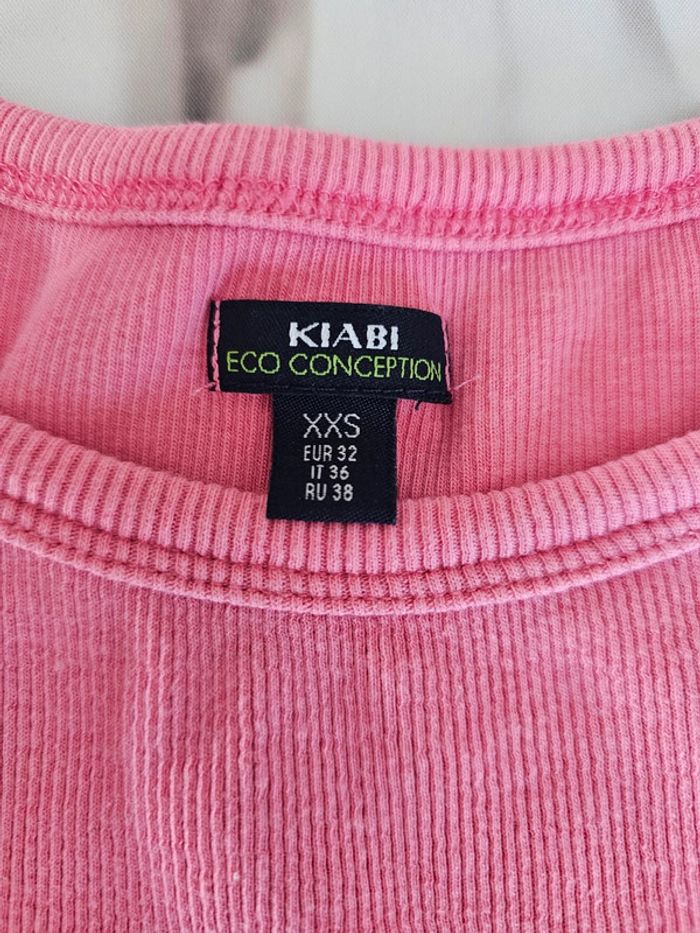 KIABI
ECO CONCEPTION
XXS
EUR 32
IT 36
RU 38